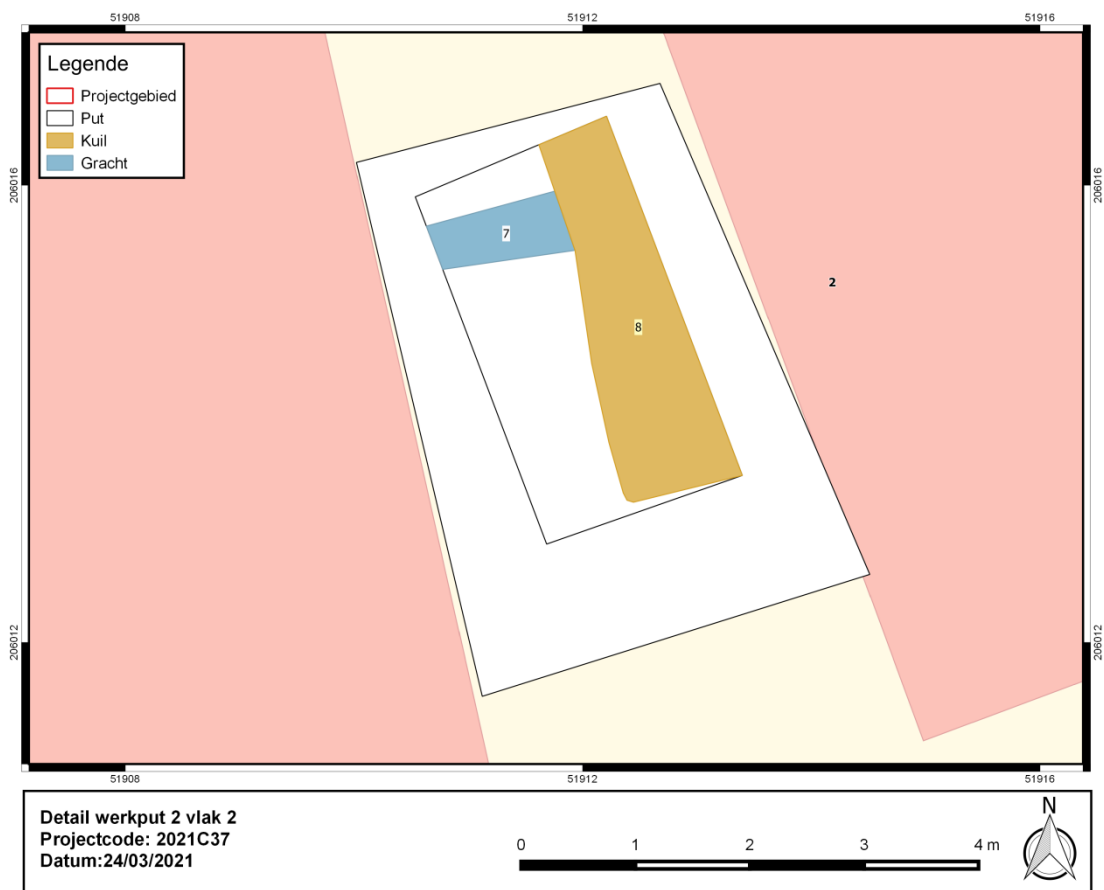 51908
51912
51916
Legende
Projectgebied
Put
Kuil
Gracht
206016
206016
7
2
8
206012
206012
51908
51912
51916
Detail werkput 2 vlak 2
Projectcode: 2021C37
Datum:24/03/2021
0 1 2 3 4 m
N